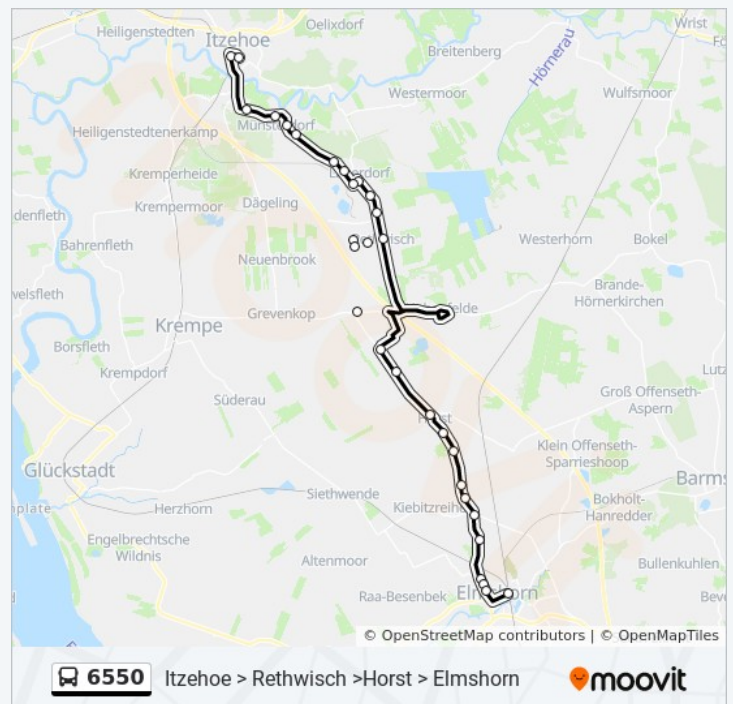 Oelixdorf
Heiligenstedten
Itzehoe
Wrist
Breitenberg
Hörnerau
Westermoor
Wulfsmoor
Heiligenstedtenerkamp
Kremperheide
Krempermoor
Dägeling
denfleth
Bahrenfleth
Westerhorn
Bokel
Neuenbrook
velsfleth
Brande-
Hörnerkirchen
Grevenkop
Krempe
Borsfleth
Krempdorf
Lutz
Groß Offenseth-
Aspern
Süderau
Klein Offenseth-
Sparrieshoop
Glückstadt
Barms
Siethwende
Bokholt-
Hanredder
Herzhorn
Engelbrechtsche
Wildnis
Altenmoor
Bullenkuhlen
Raa-Besenbek
© OpenStreetMap contributors | © OpenMapTiles
6550
Itzehoe > Rethwisch >Horst > Elmshorn
moovit